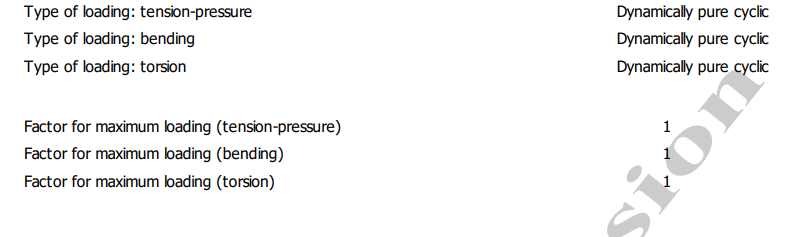 Type of loading: tension-pressure Dynamically pure cyclic
Type of loading: bending Dynamically pure cyclic
Type of loading: torsion Dynamically pure cyclic
Factor for maximum loading (tension-pressure) 1
Factor for maximum loading (bending) 1
Factor for maximum loading (torsion) 1
sion